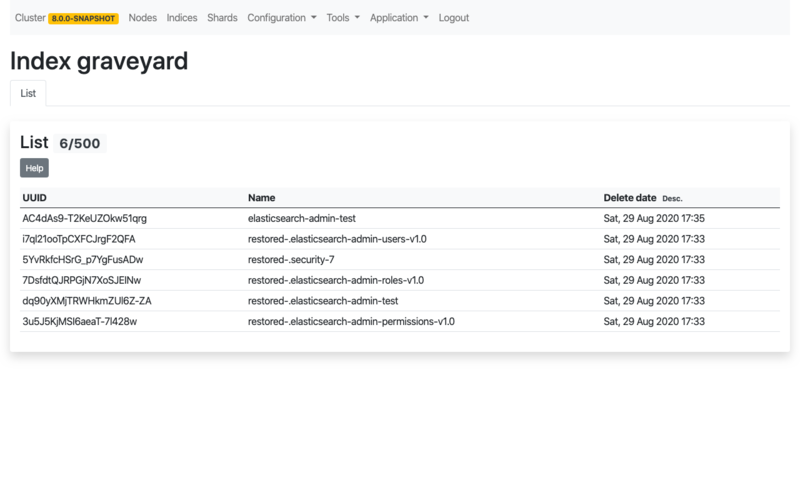 Cluster 8.0.0-SNAPSHOT Nodes Indices Shards Configuration Tools Application Logout
Index graveyard
List
List 6/500
Help
UUID Name Delete date Desc.
AC4dAs9-T2KeUZOkw51qrg elasticsearch-admin-test Sat, 29 Aug 2020 17:35
i7ql21ooTpCXFCJrgF2QFA restored-.elasticsearch-admin-users-v1.0 Sat, 29 Aug 2020 17:33
5YvRkfcHSrG_p7YgFusADw restored-.security-7 Sat, 29 Aug 2020 17:33
7DsfdtQJRPGjN7XoSJElNw restored-.elasticsearch-admin-roles-v1.0 Sat, 29 Aug 2020 17:33
dq90yXMjTRWHkmZUl6Z-ZA restored-.elasticsearch-admin-test Sat, 29 Aug 2020 17:33
3u5J5KjMSl6aeaT-7l428w restored-.elasticsearch-admin-permissions-v1.0 Sat, 29 Aug 2020 17:33